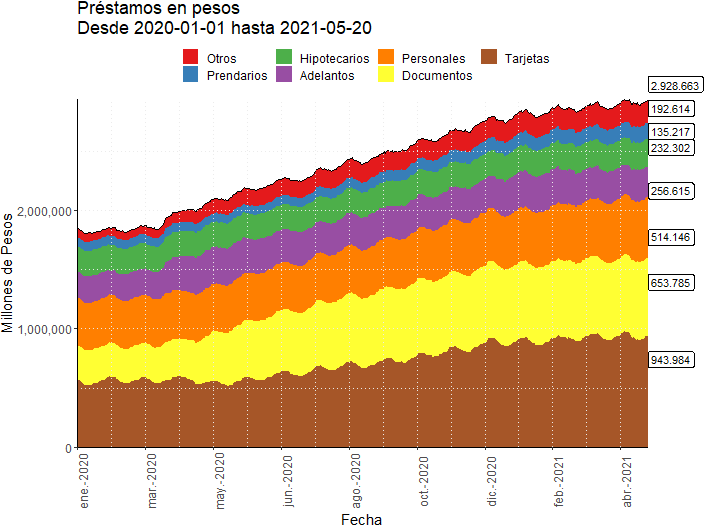 Préstamos en pesos
Desde 2020-01-01 hasta 2021-05-20
Otros Hipotecarios Personales Tarjetas
Prendarios Adelantos Documentos
2.928.663
192.614
135.217
232.302
256.615
514.146
653.785
943.984
Millones de Pesos
2,000,000
1,000,000
0
ene.-2020 mar.-2020 may.-2020 jun.-2020 ago.-2020 oct.-2020 dic.-2020 feb.-2021 abr.-2021
Fecha